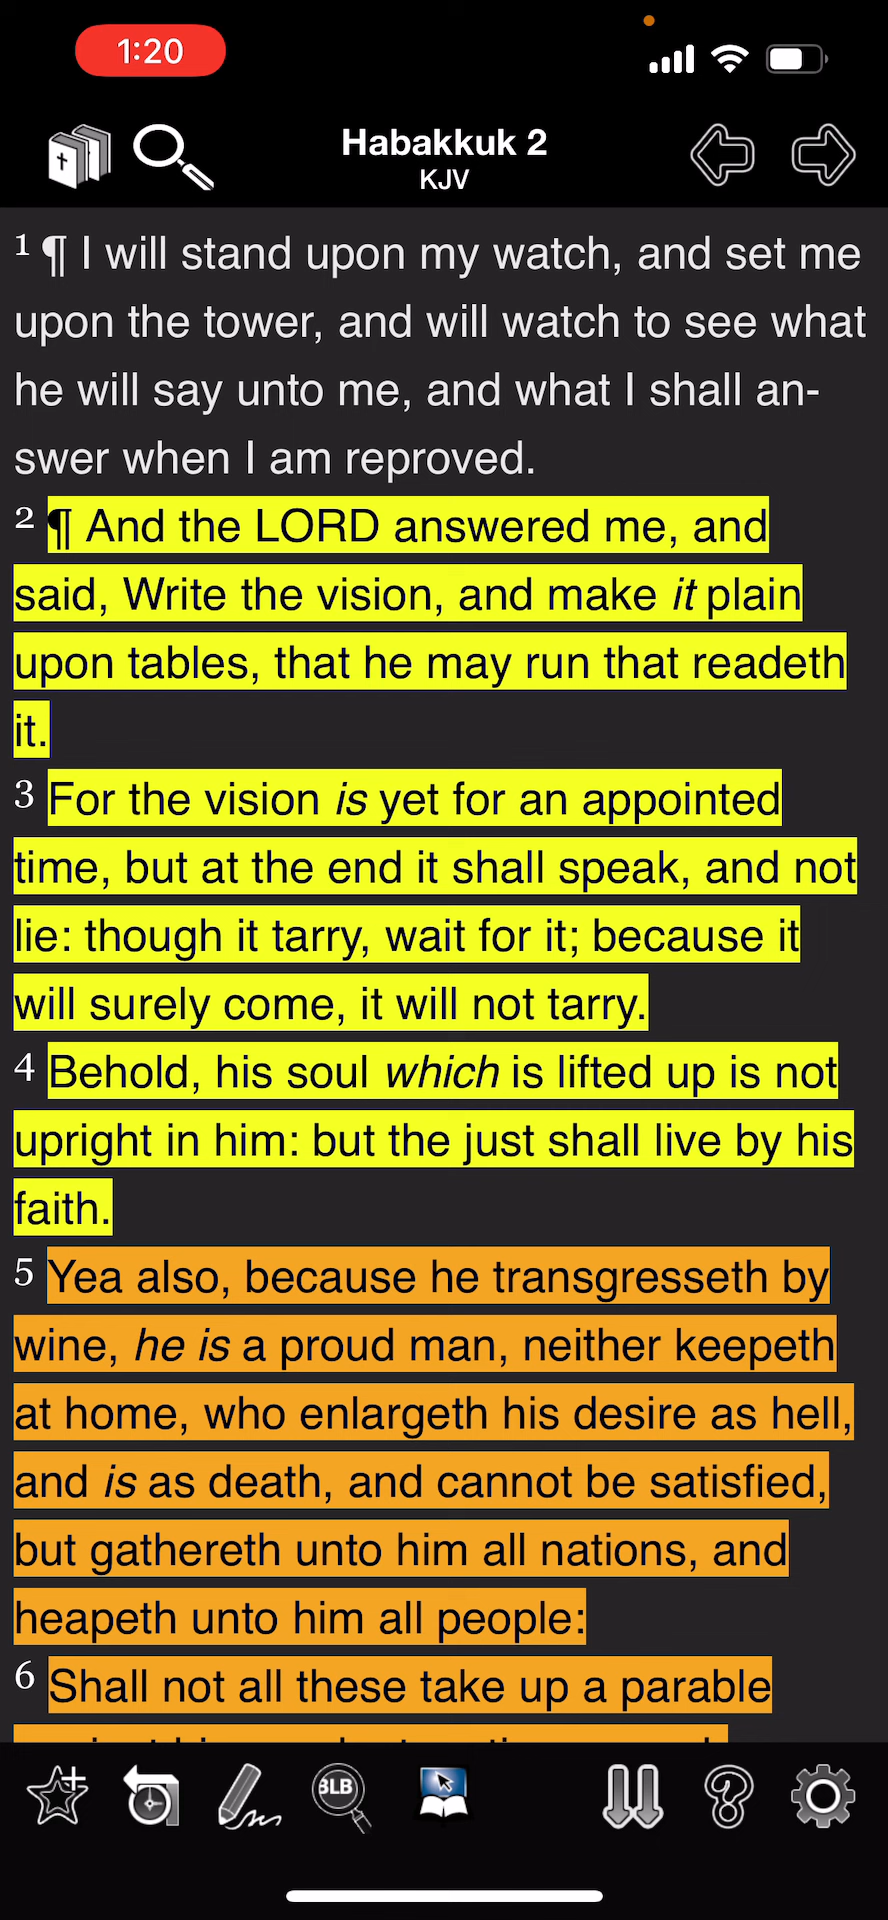 1:20
Habakkuk 2
KJV
1 ¶ I will stand upon my watch, and set me
upon the tower, and will watch to see what
he will say unto me, and what I shall an-
swer when I am reproved.
2 ¶ And the LORD answered me, and
said, Write the vision, and make it plain
upon tables, that he may run that readeth
it.
3 For the vision is yet for an appointed
time, but at the end it shall speak, and not
lie: though it tarry, wait for it; because it
will surely come, it will not tarry.
4 Behold, his soul which is lifted up is not
upright in him: but the just shall live by his
faith.
5 Yea also, because he transgresseth by
wine, he is a proud man, neither keepeth
at home, who enlargeth his desire as hell,
and is as death, and cannot be satisfied,
but gathereth unto him all nations, and
heapeth unto him all people:
6 Shall not all these take up a parable
BLB